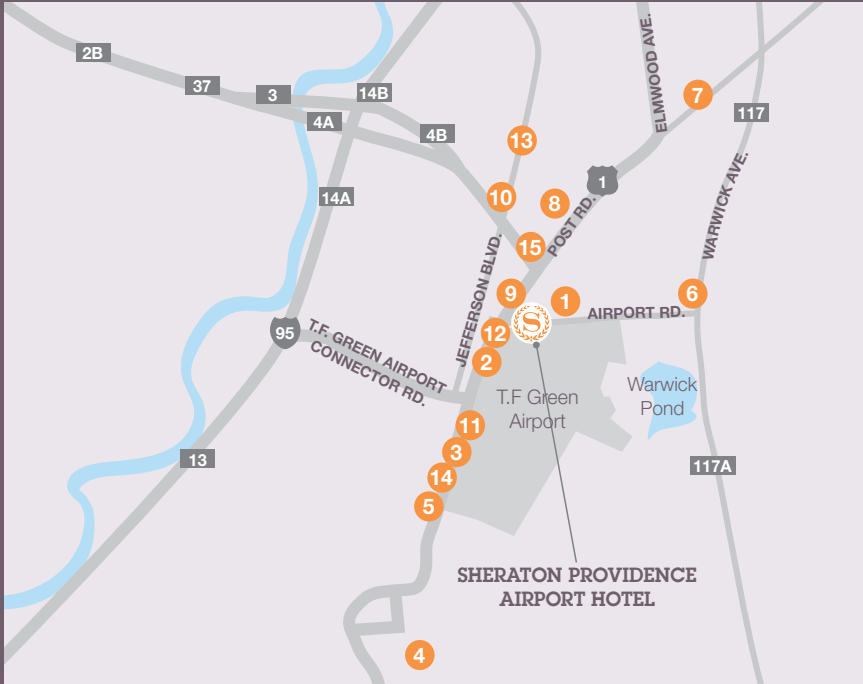 2B
37
3
14B
4A
4B
14A
ELMWOOD AVE.
7
117
13
10
8
1
POST RD.
WARWICK AVE.
15
JEFFERSON BLVD.
9
1
6
AIRPORT RD.
S
12
95
T.F. GREEN AIRPORT
CONNECTOR RD.
2
T.F Green
Airport
Warwick
Pond
11
3
13
14
117A
5
SHERATON PROVIDENCE
AIRPORT HOTEL
4